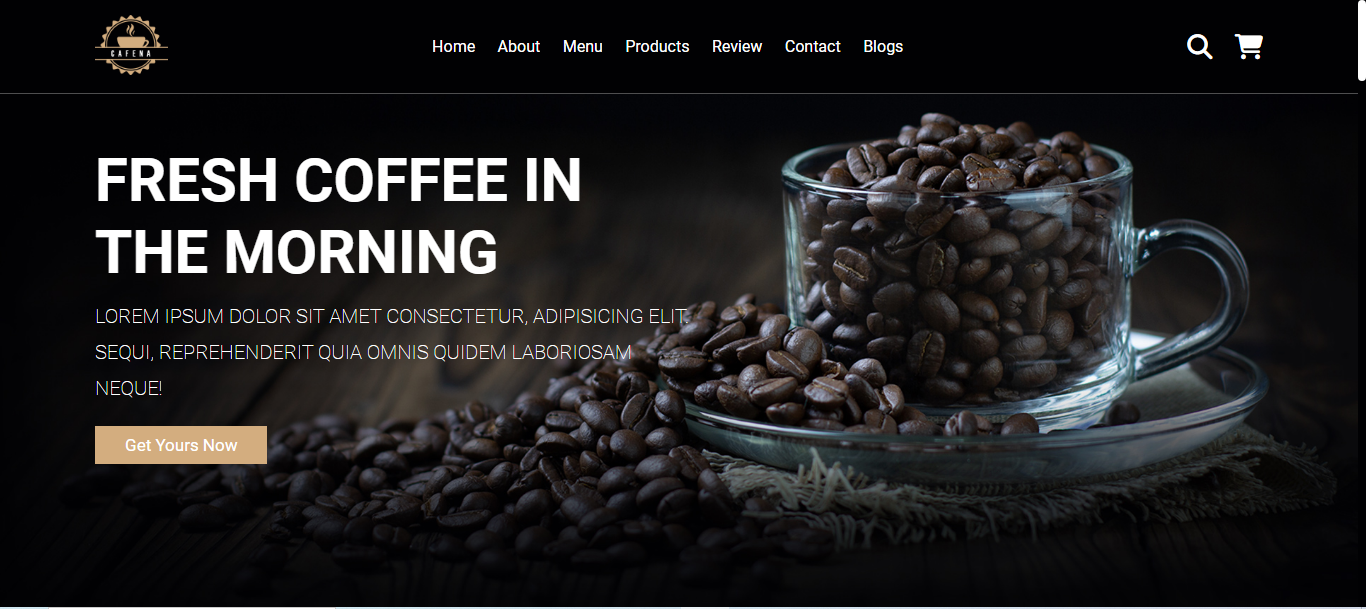 CAFENA
Home About Menu Products Review Contact Blogs
FRESH COFFEE IN
THE MORNING
LOREM IPSUM DOLOR SIT AMET CONSECTETUR, ADIPISICING ELIT.
SEQUI, REPREHENDERIT QUIA OMNIS QUIDEM LABORIOSAM
NEQUE!
Get Yours Now